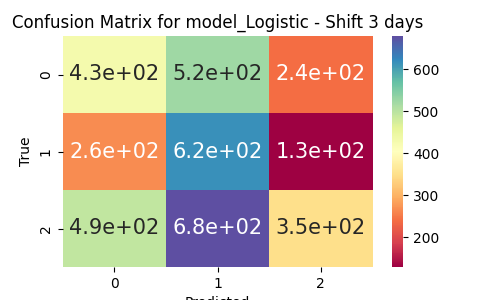 Confusion Matrix for model_Logistic - Shift 3 days
0 4.3e+02 5.2e+02 2.4e+02
1 2.6e+02 6.2e+02 1.3e+02
2 4.9e+02 6.8e+02 3.5e+02
True
0 1 2
Predicted
600
500
400
300
200